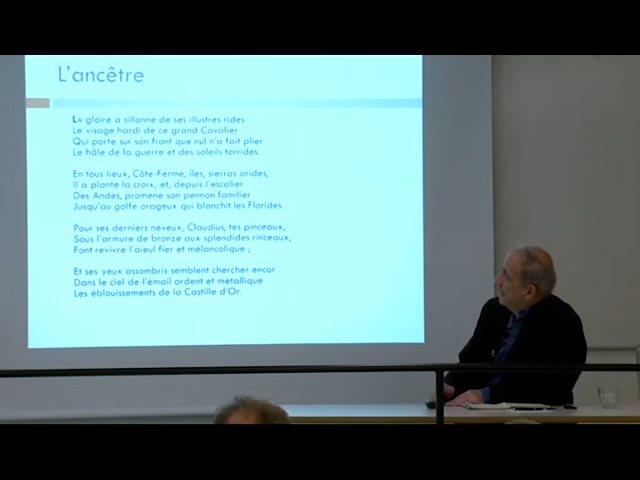 L'ancêtre
La gloire a sillonné de ses illustres rides
Le visage hardi de ce grand Cavalier
Qui porte sur son front que nul n'a fait plier
Le hâle de la guerre et des soleils torrides.
En tous lieux, Côte-Ferme, îles, sierras arides,
Il a planté la croix, et, depuis l'escalier
Des Andes, promené son pennon familier
Jusqu'au golfe orageux qui blanchit les Florides.
Pour ses derniers neveux, Claudius, tes pinceaux,
Sous l'armure de bronze aux splendides rinceaux,
Font revivre l'aïeul fier et mélancolique ;
Et ses yeux assombris semblent chercher encor
Dans le ciel de l'émail ardent et métallique
Les éblouissements de la Castille d'Or.